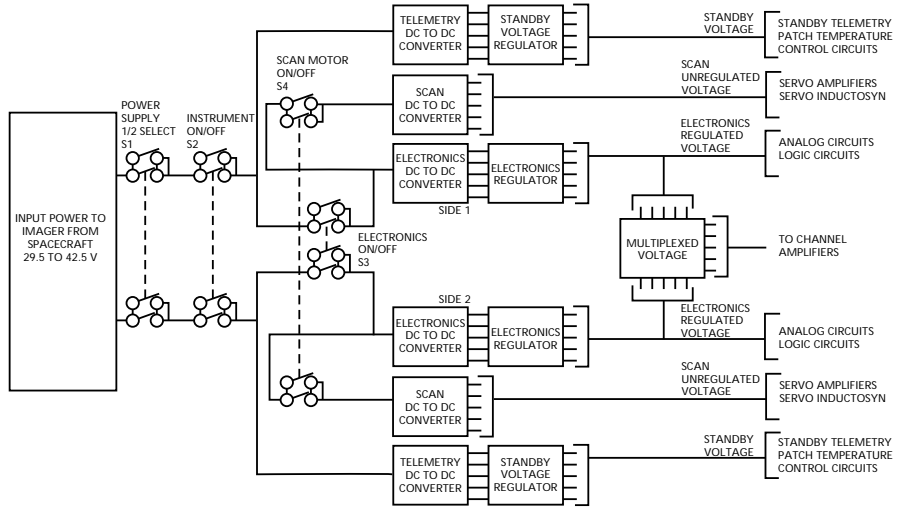 TELEMETRY
DC TO DC
CONVERTER
STANDBY
VOLTAGE
REGULATOR
STANDBY
VOLTAGE
STANDBY TELEMETRY
PATCH TEMPERATURE
CONTROL CIRCUITS
SCAN MOTOR
ON/OFF
S4
SCAN
DC TO DC
CONVERTER
SCAN
UNREGULATED
VOLTAGE
SERVO AMPLIFIERS
SERVO INDUCTOSYN
POWER
SUPPLY
1/2 SELECT
S1
INSTRUMENT
ON/OFF
S2
ELECTRONICS
DC TO DC
CONVERTER
ELECTRONICS
REGULATOR
SIDE 1
ELECTRONICS
REGULATED
VOLTAGE
ANALOG CIRCUITS
LOGIC CIRCUITS
INPUT POWER TO
IMAGER FROM
SPACECRAFT
29.5 TO 42.5 V
ELECTRONICS
ON/OFF
S3
MULTIPLEXED
VOLTAGE
TO CHANNEL
AMPLIFIERS
SIDE 2
ELECTRONICS
DC TO DC
CONVERTER
ELECTRONICS
REGULATOR
ELECTRONICS
REGULATED
VOLTAGE
ANALOG CIRCUITS
LOGIC CIRCUITS
SCAN
DC TO DC
CONVERTER
SCAN
UNREGULATED
VOLTAGE
SERVO AMPLIFIERS
SERVO INDUCTOSYN
TELEMETRY
DC TO DC
CONVERTER
STANDBY
VOLTAGE
REGULATOR
STANDBY
VOLTAGE
STANDBY TELEMETRY
PATCH TEMPERATURE
CONTROL CIRCUITS